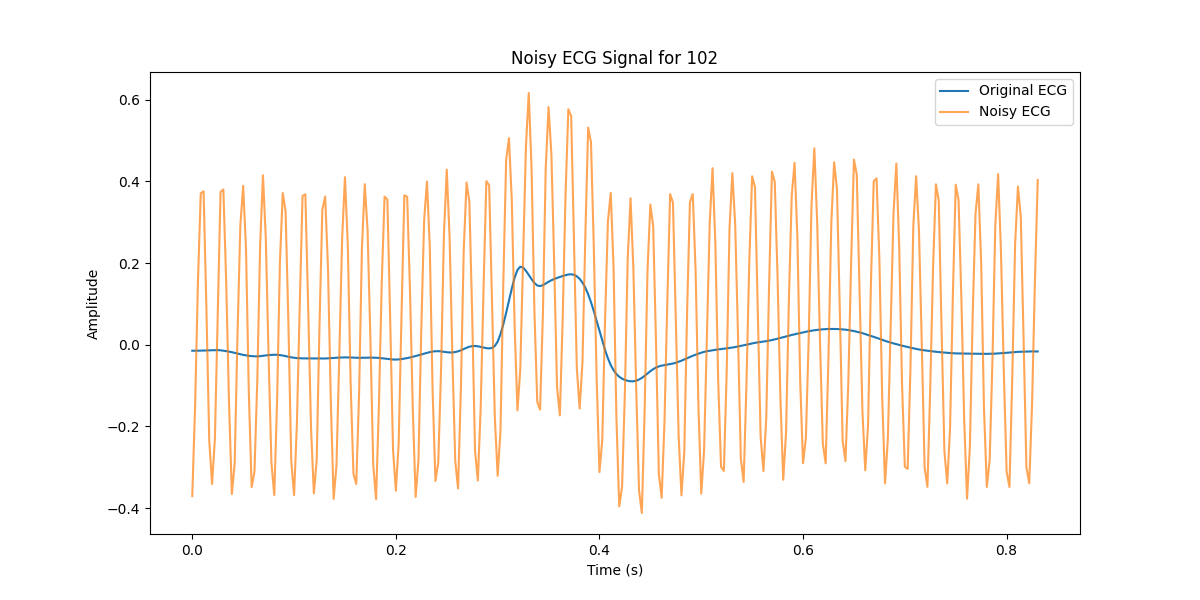 Noisy ECG Signal for 102
Original ECG
Noisy ECG
0.6
0.4
0.2
0.0
−0.2
−0.4
Amplitude
0.0 0.2 0.4 0.6 0.8
Time (s)